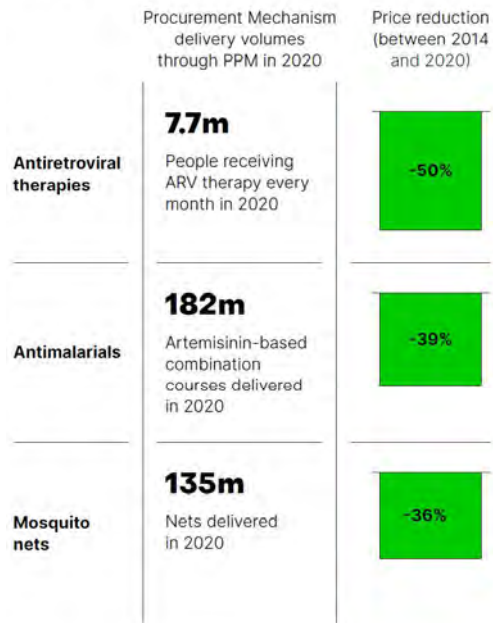 Procurement Mechanism
delivery volumes
through PPM in 2020
Price reduction
(between 2014
and 2020)
Antiretroviral
therapies
7.7m
People receiving
ARV therapy every
month in 2020
-50%
Antimalarials
182m
Artemisinin-based
combination
courses delivered
in 2020
-39%
Mosquito
nets
135m
Nets delivered
in 2020
-36%